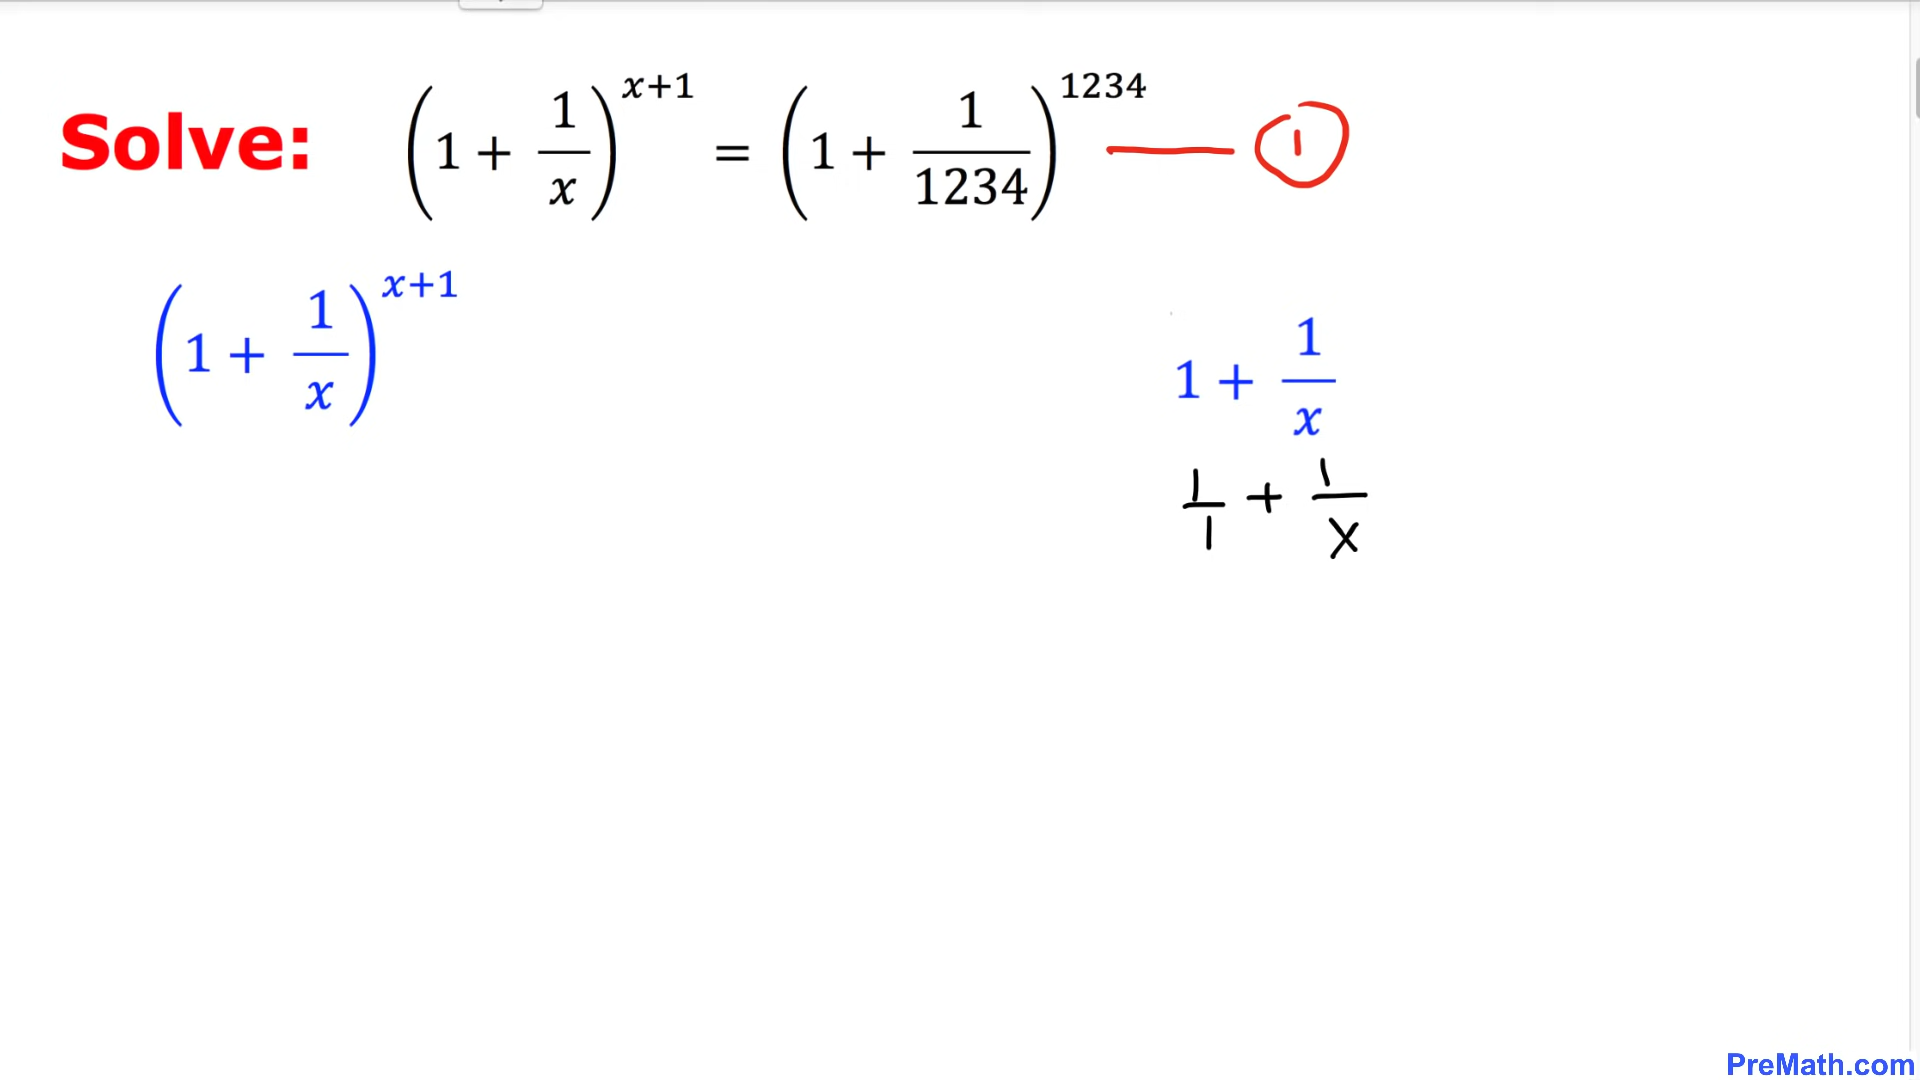 Solve: (1 + 1/x)^(x+1) = (1 + 1/1234)^1234 — ①
(1 + 1/x)^(x+1)
1 + 1/x
1/1 + 1/x
PreMath.com